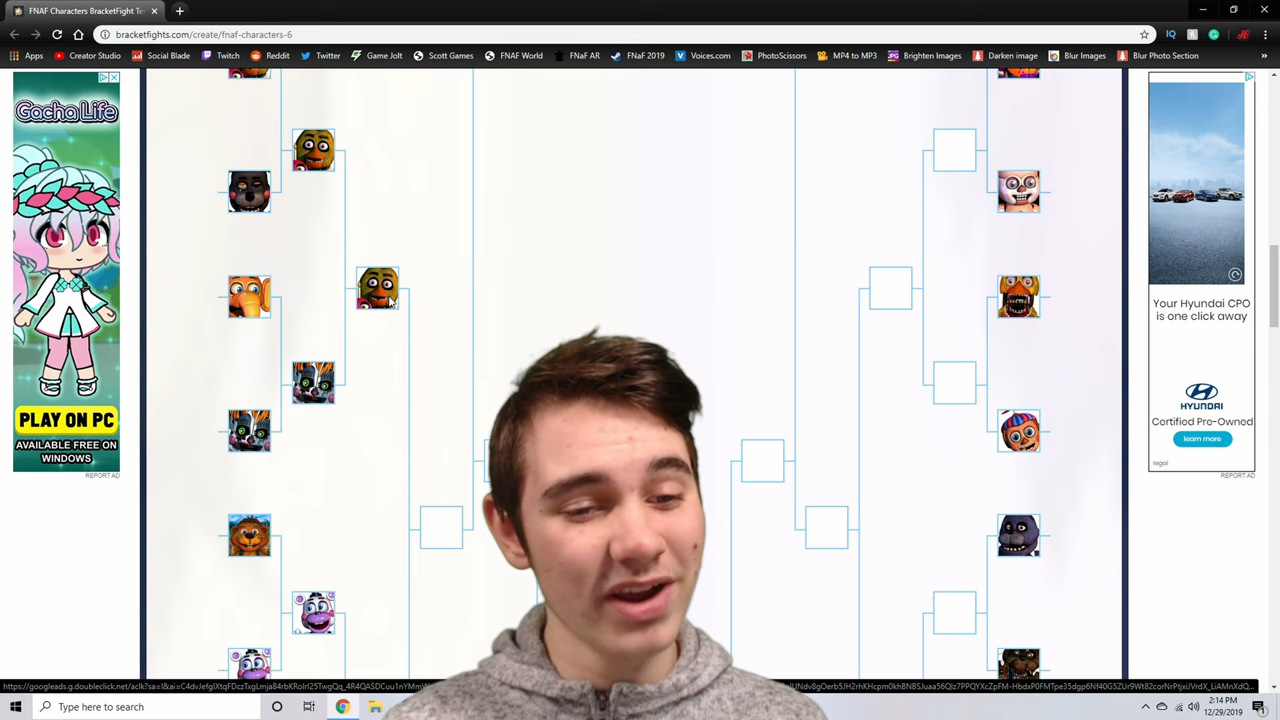 FNAF Characters BracketFight Te
bracketfights.com/create/fnaf-characters-6
Apps
Creator Studio
Social Blade
Twitch
Reddit
Twitter
Game Jolt
Scott Games
FNAF World
FNaF AR
FNaF 2019
Voices.com
PhotoScissors
MP4 to MP3
Brighten Images
Darken image
Blur Images
Blur Photo Section
Gacha Life
PLAY ON PC
AVAILABLE FREE ON
WINDOWS
REPORT AD
Your Hyundai CPO
is one click away
HYUNDAI
Certified Pre-Owned
learn more
legal
REPORT AD
Type here to search
2:14 PM
12/29/2019